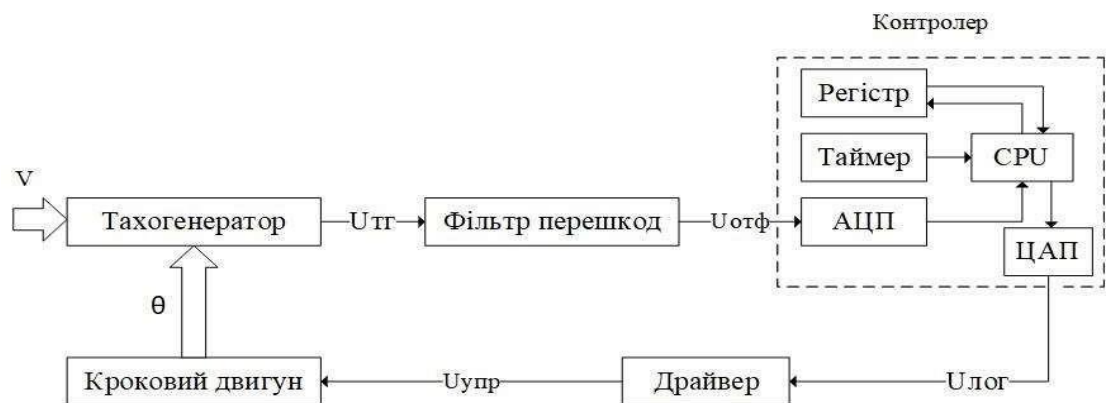 Контролер
Регістр
Таймер
CPU
V
Тахогенератор
Uтг
Фільтр перешкод
Uотф
АЦП
ЦАП
θ
Кроковий двигун
Uупр
Драйвер
Uлог